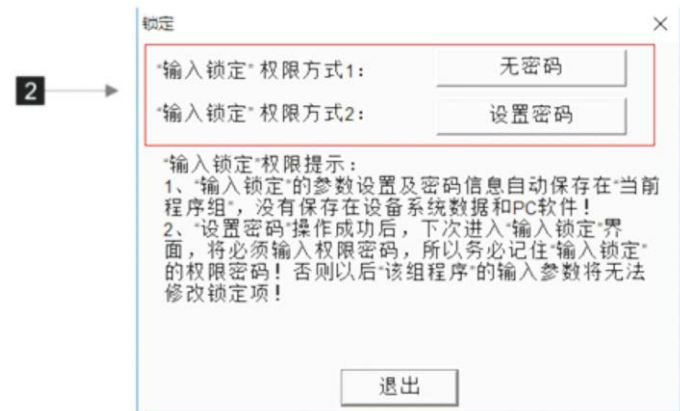 锁定
2
“输入锁定”权限方式1： 无密码
“输入锁定”权限方式2： 设置密码
“输入锁定”权限提示：
1、“输入锁定”的参数设置及密码信息自动保存在“当前
程序组”，没有保存在设备系统数据和PC软件！
2、“设置密码”操作成功后，下次进入“输入锁定”界
面，将必须输入权限密码，所以务必记住“输入锁定”
的权限密码！否则以后“该组程序”的输入参数将无法
修改锁定项！
退出